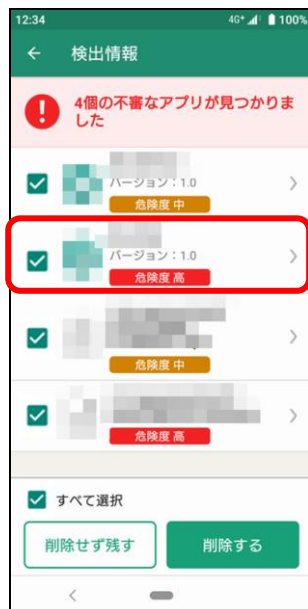 12:34
4G+ 100%
検出情報
4個の不審なアプリが見つかりま
した
バージョン：1.0
危険度 中
バージョン：1.0
危険度 高
危険度 中
危険度 高
すべて選択
削除せず残す
削除する